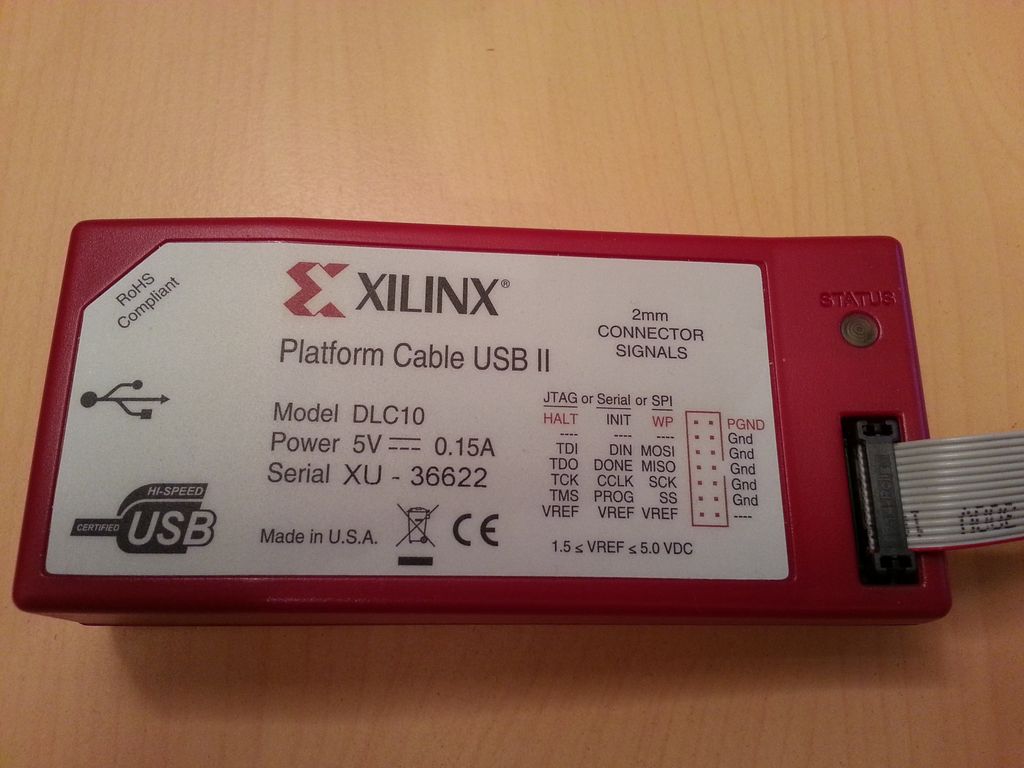 RoHS
Compliant
XILINX®
Platform Cable USB II
Model DLC10
Power 5V 0.15A
Serial XU - 36622
HI-SPEED
CERTIFIED USB
Made in U.S.A.
CE
2mm
CONNECTOR
SIGNALS
JTAG or Serial or SPI
HALT INIT WP PGND
---- ---- ---- Gnd
TDI DIN MOSI Gnd
TDO DONE MISO Gnd
TCK CCLK SCK Gnd
TMS PROG SS Gnd
VREF VREF VREF ----
1.5 ≤ VREF ≤ 5.0 VDC
STATUS